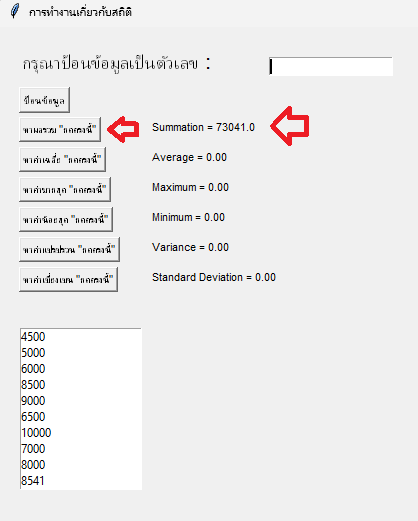 การทำงานเกี่ยวกับสถิติ
กรุณาป้อนข้อมูลเป็นตัวเลข :
ป้อนข้อมูล
หาผลรวม "กดตรงนี้" Summation = 73041.0
หาค่าเฉลี่ย "กดตรงนี้" Average = 0.00
หาค่ามากสุด "กดตรงนี้" Maximum = 0.00
หาค่าน้อยสุด "กดตรงนี้" Minimum = 0.00
หาค่าแปรปรวน "กดตรงนี้" Variance = 0.00
หาค่าเบี่ยงเบน "กดตรงนี้" Standard Deviation = 0.00
4500
5000
6000
8500
9000
6500
10000
7000
8000
8541